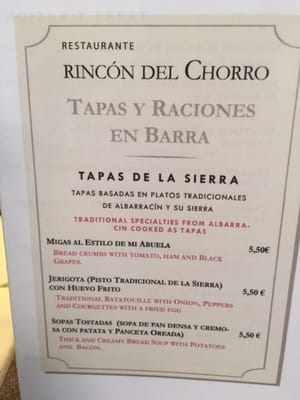 RESTAURANTE
RINCÓN DEL CHORRO
TAPAS Y RACIONES
EN BARRA
TAPAS DE LA SIERRA
TAPAS BASADAS EN PLATOS TRADICIONALES
DE ALBARRACÍN Y SU SIERRA
TRADITIONAL SPECIALTIES FROM ALBARRA-
CIN COOKED AS TAPAS
MIGAS AL ESTILO DE MI ABUELA 5,50€
BREAD CRUMBS WITH TOMATO, HAM AND BLACK
GRAPES.
JERIGOTA (PISTO TRADICIONAL DE LA SIERRA)
CON HUEVO FRITO 5,50 €
TRADITIONAL RATATOUILLE WITH ONION, PEPPERS
AND COURGETTES WITH A FRIED EGG
SOPAS TOSTADAS (SOPA DE PAN DENSA Y CREMO-
SA CON PATATA Y PANCETA OREADA) 5,50 €
THICK AND CREAMY BREAD SOUP WITH POTATOES
AND BACON.